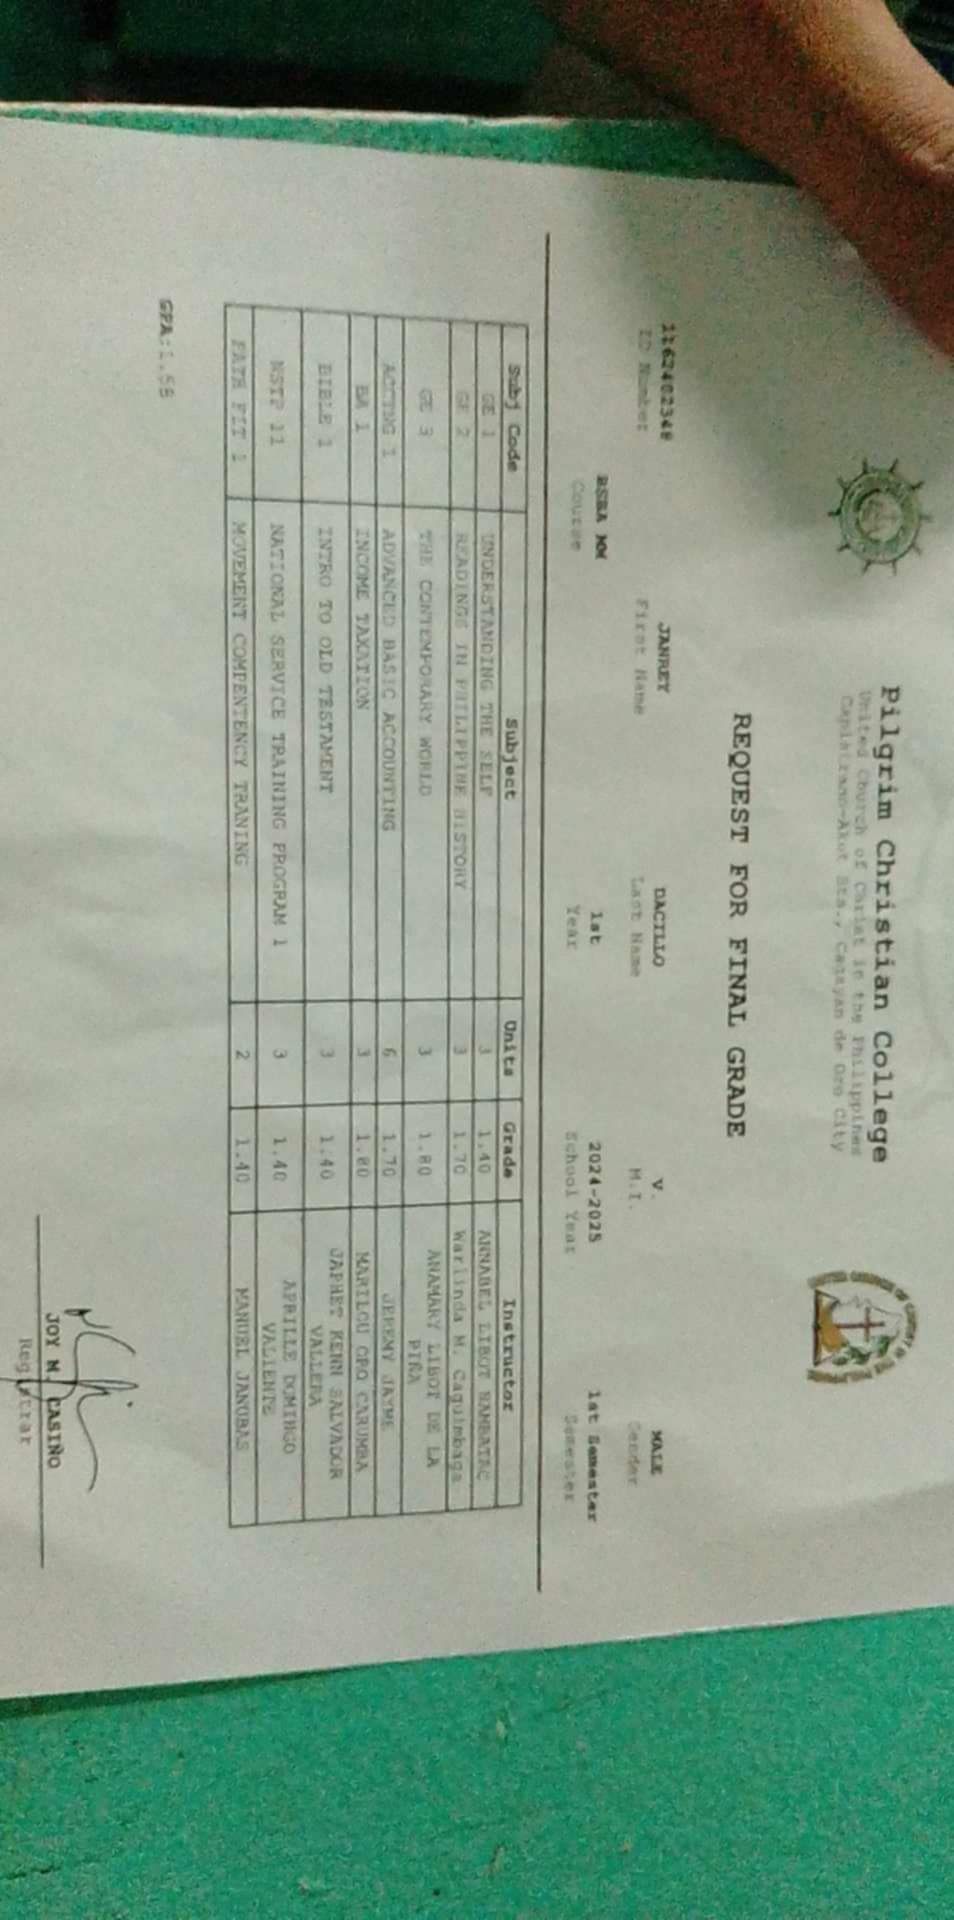 Pilgrim Christian College
United Church of Christ in the Philippines
Capistrano-Akut Sts., Cagayan de Oro City
REQUEST FOR FINAL GRADE
JANREY DACILLO V. MALE
ID Number First Name Last Name M.I. Gender
BSBA MM 1st 2024-2025 1st Semester
Course Year School Year Semester
Subj Code Subject Units Grade Instructor
GE 1 UNDERSTANDING THE SELF 3 1.40 ANNABEL LIBOT NAMBATAC
GE 2 READINGS IN PHILIPPINE HISTORY 3 1.70 Warlinda M. Caguimbaga
GE 3 THE CONTEMPORARY WORLD 3 1.80 ANAMARY LIBOT DE LA
PIÑA
ACCTNG 1 ADVANCED BASIC ACCOUNTING 6 1.70 JEREMY JAYME
BA 1 INCOME TAXATION 3 1.80 MARILOU CARUMBA
BIBLE 1 INTRO TO OLD TESTAMENT 3 1.40 JAPHET KENN SALVADOR
VALLERA
NSTP 11 NATIONAL SERVICE TRAINING PROGRAM 1 3 1.40 APRILLE DOMINGO
VALIENTE
PATH FIT 1 MOVEMENT COMPENTENCY TRANING 2 1.40 MANUEL JANUBAS
GPA:1.58
JOY M. CASIÑO
Registrar